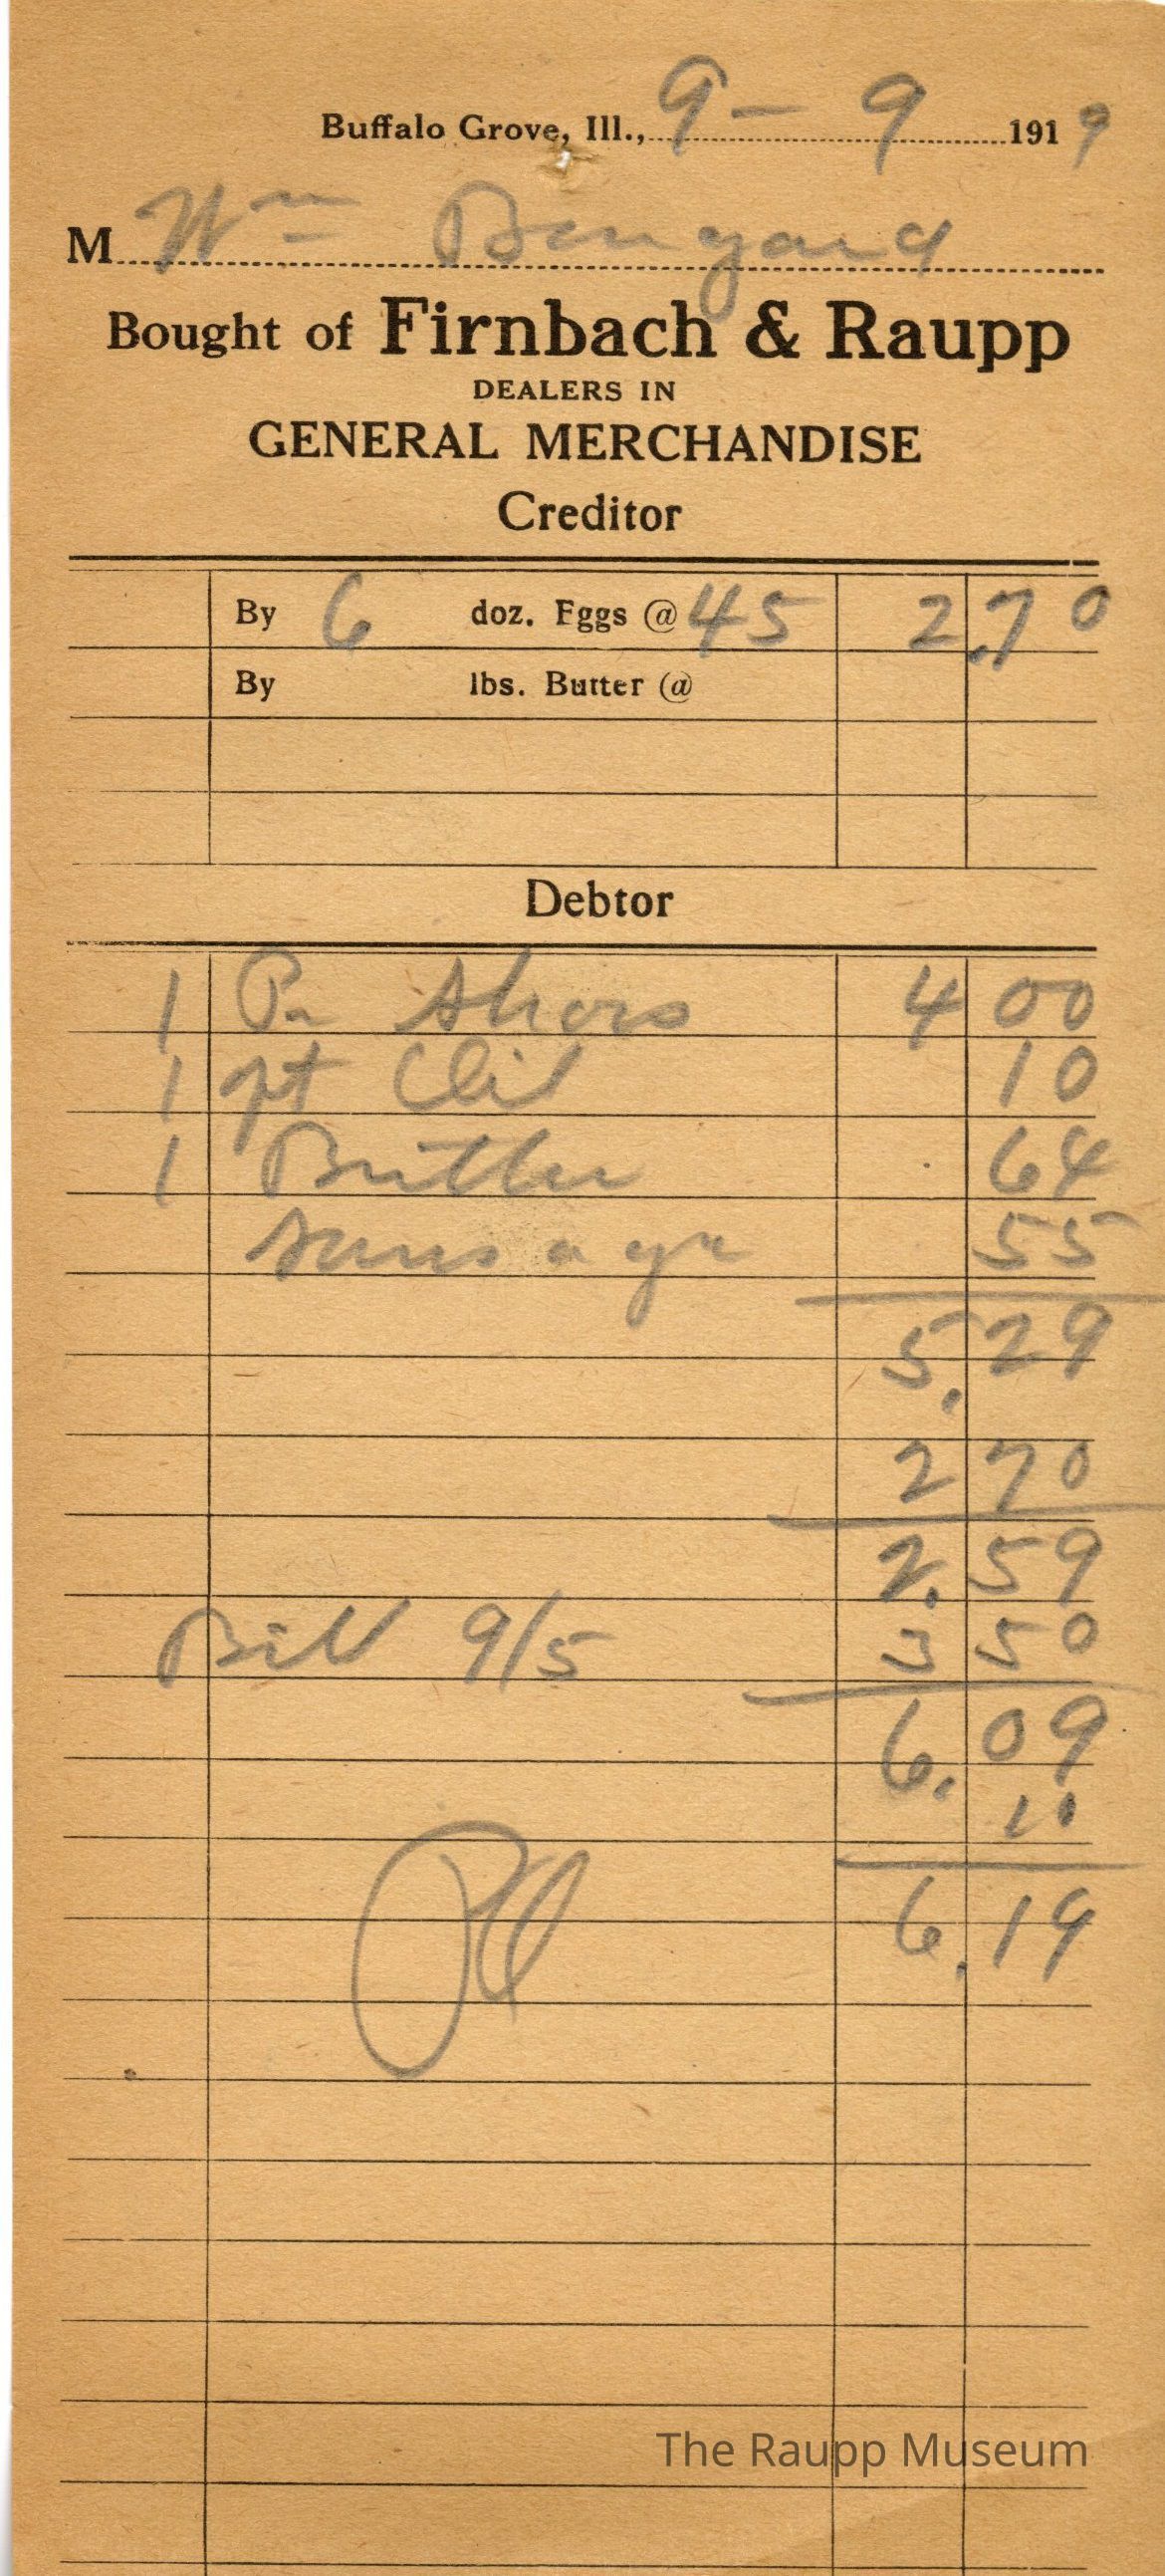 Buffalo Grove, Ill., 9 - 9 1919
M Wm Bengard
Bought of Firnbach & Raupp
DEALERS IN
GENERAL MERCHANDISE
Creditor
By 6 doz. Eggs @ 45 2.70
By lbs. Butter @
Debtor
1 Pr Shoes 4 00
1 pt Oil 10
1 Butter 64
Sausage 55
5.29
2 70
2.59
Bill 9/5 3 50
6.09
10
6.19
The Raupp Museum